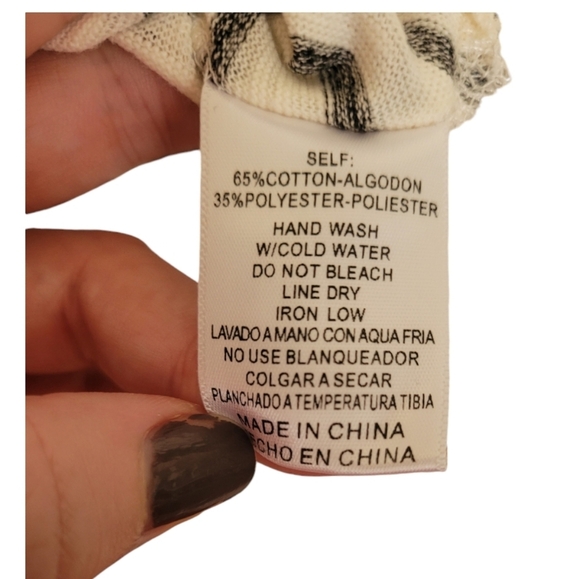 SELF:
65%COTTON-ALGODON
35%POLYESTER-POLIESTER
HAND WASH
W/COLD WATER
DO NOT BLEACH
LINE DRY
IRON LOW
LAVADO A MANO CON AQUA FRIA
NO USE BLANQUEADOR
COLGAR A SECAR
PLANCHADO A TEMPERATURA TIBIA
MADE IN CHINA
EN CHINA